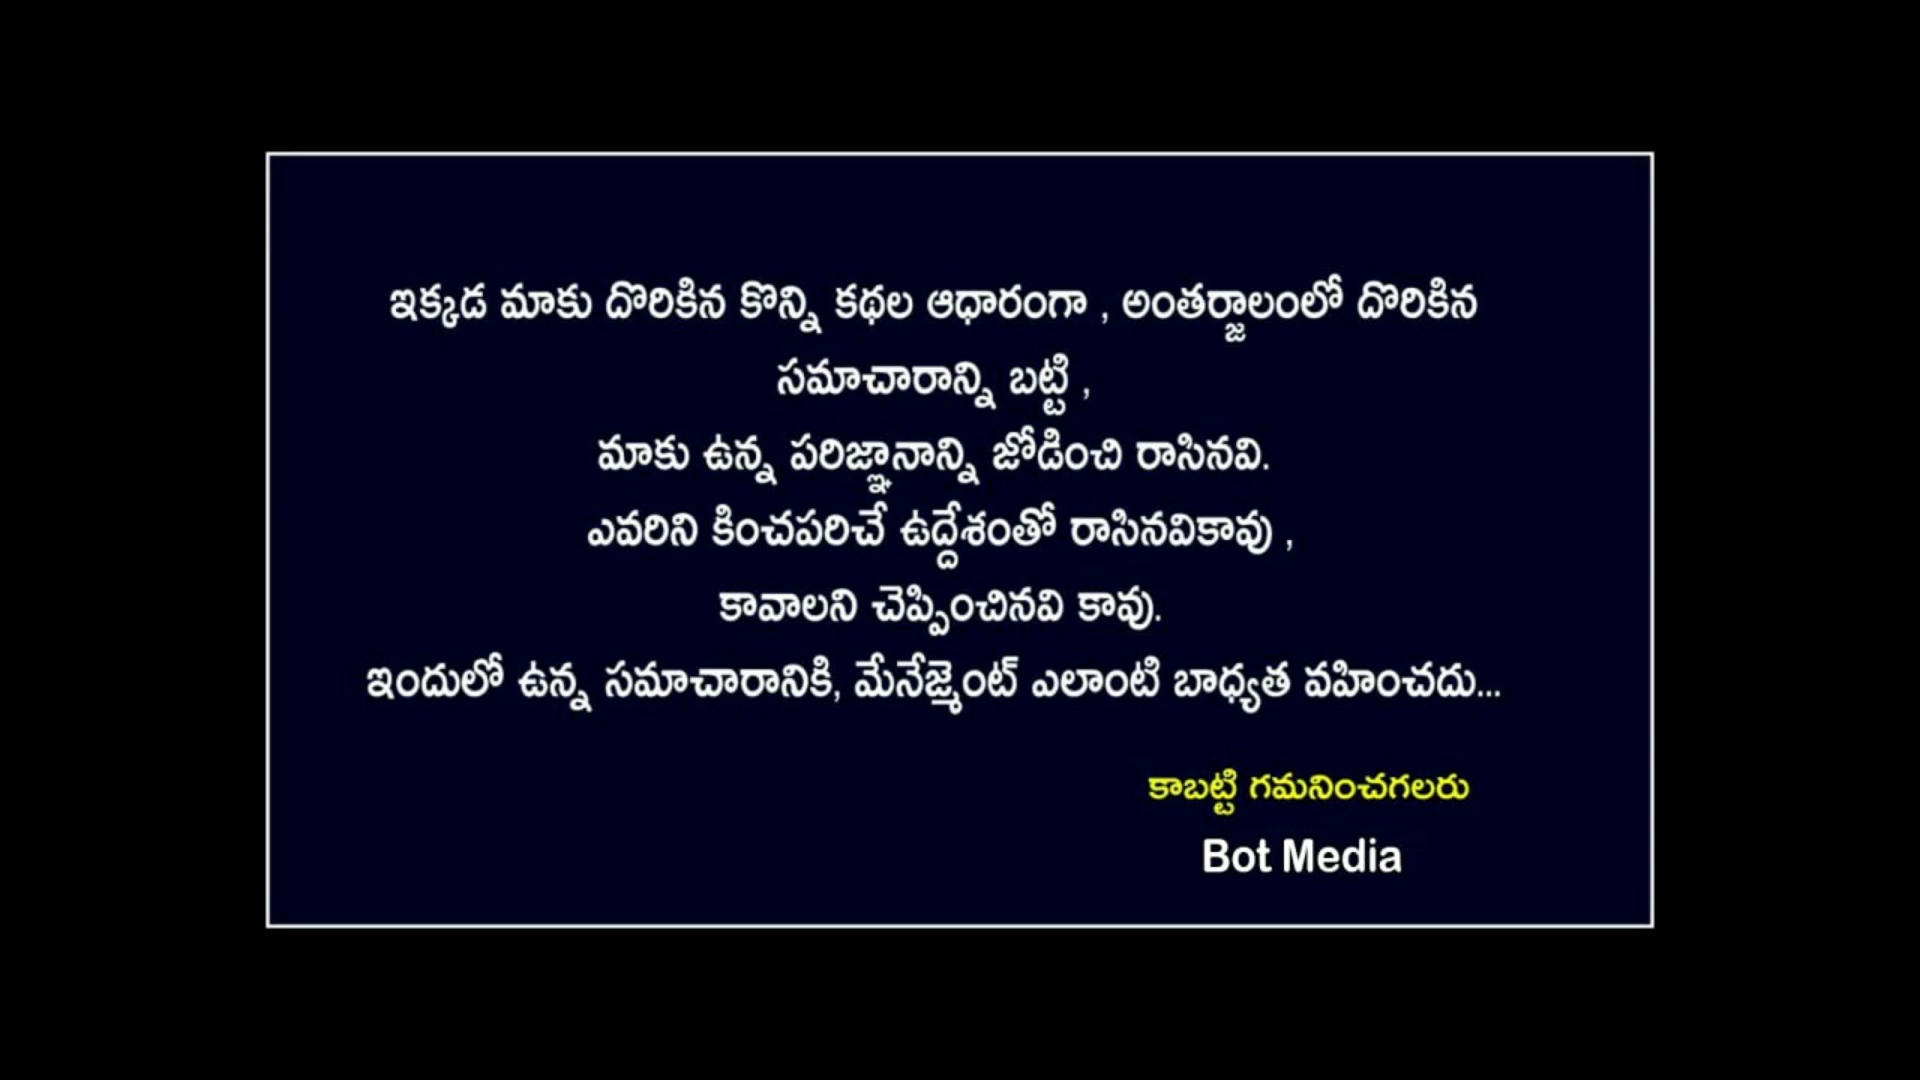 ఇక్కడ మాకు దొరికిన కొన్ని కథల ఆధారంగా , అంతర్జాలంలో దొరికిన
సమాచారాన్ని బట్టి ,
మాకు ఉన్న పరిజ్ఞానాన్ని జోడించి రాసినవి.
ఎవరిని కించపరిచే ఉద్దేశంతో రాసినవికావు ,
కావాలని చెప్పించినవి కావు.
ఇందులో ఉన్న సమాచారానికి, మేనేజ్మెంట్ ఎలాంటి బాధ్యత వహించదు...
కాబట్టి గమనించగలరు
Bot Media